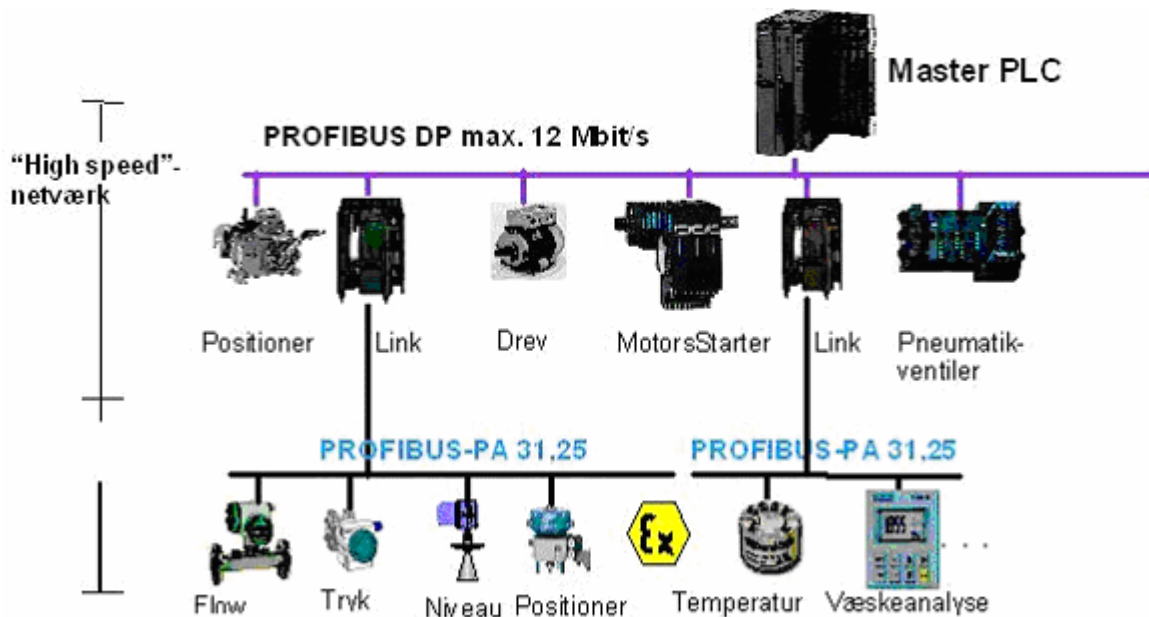 Master PLC
PROFIBUS DP max. 12 Mbit/s
“High speed”-
netværk
Positioner
Link
Drev
MotorsStarter
Link
Pneumatik-
ventiler
PROFIBUS-PA 31,25
PROFIBUS-PA 31,25
Ex
Flow
Tryk
Niveau
Positioner
Temperatur
Væskeanalyse
. . .